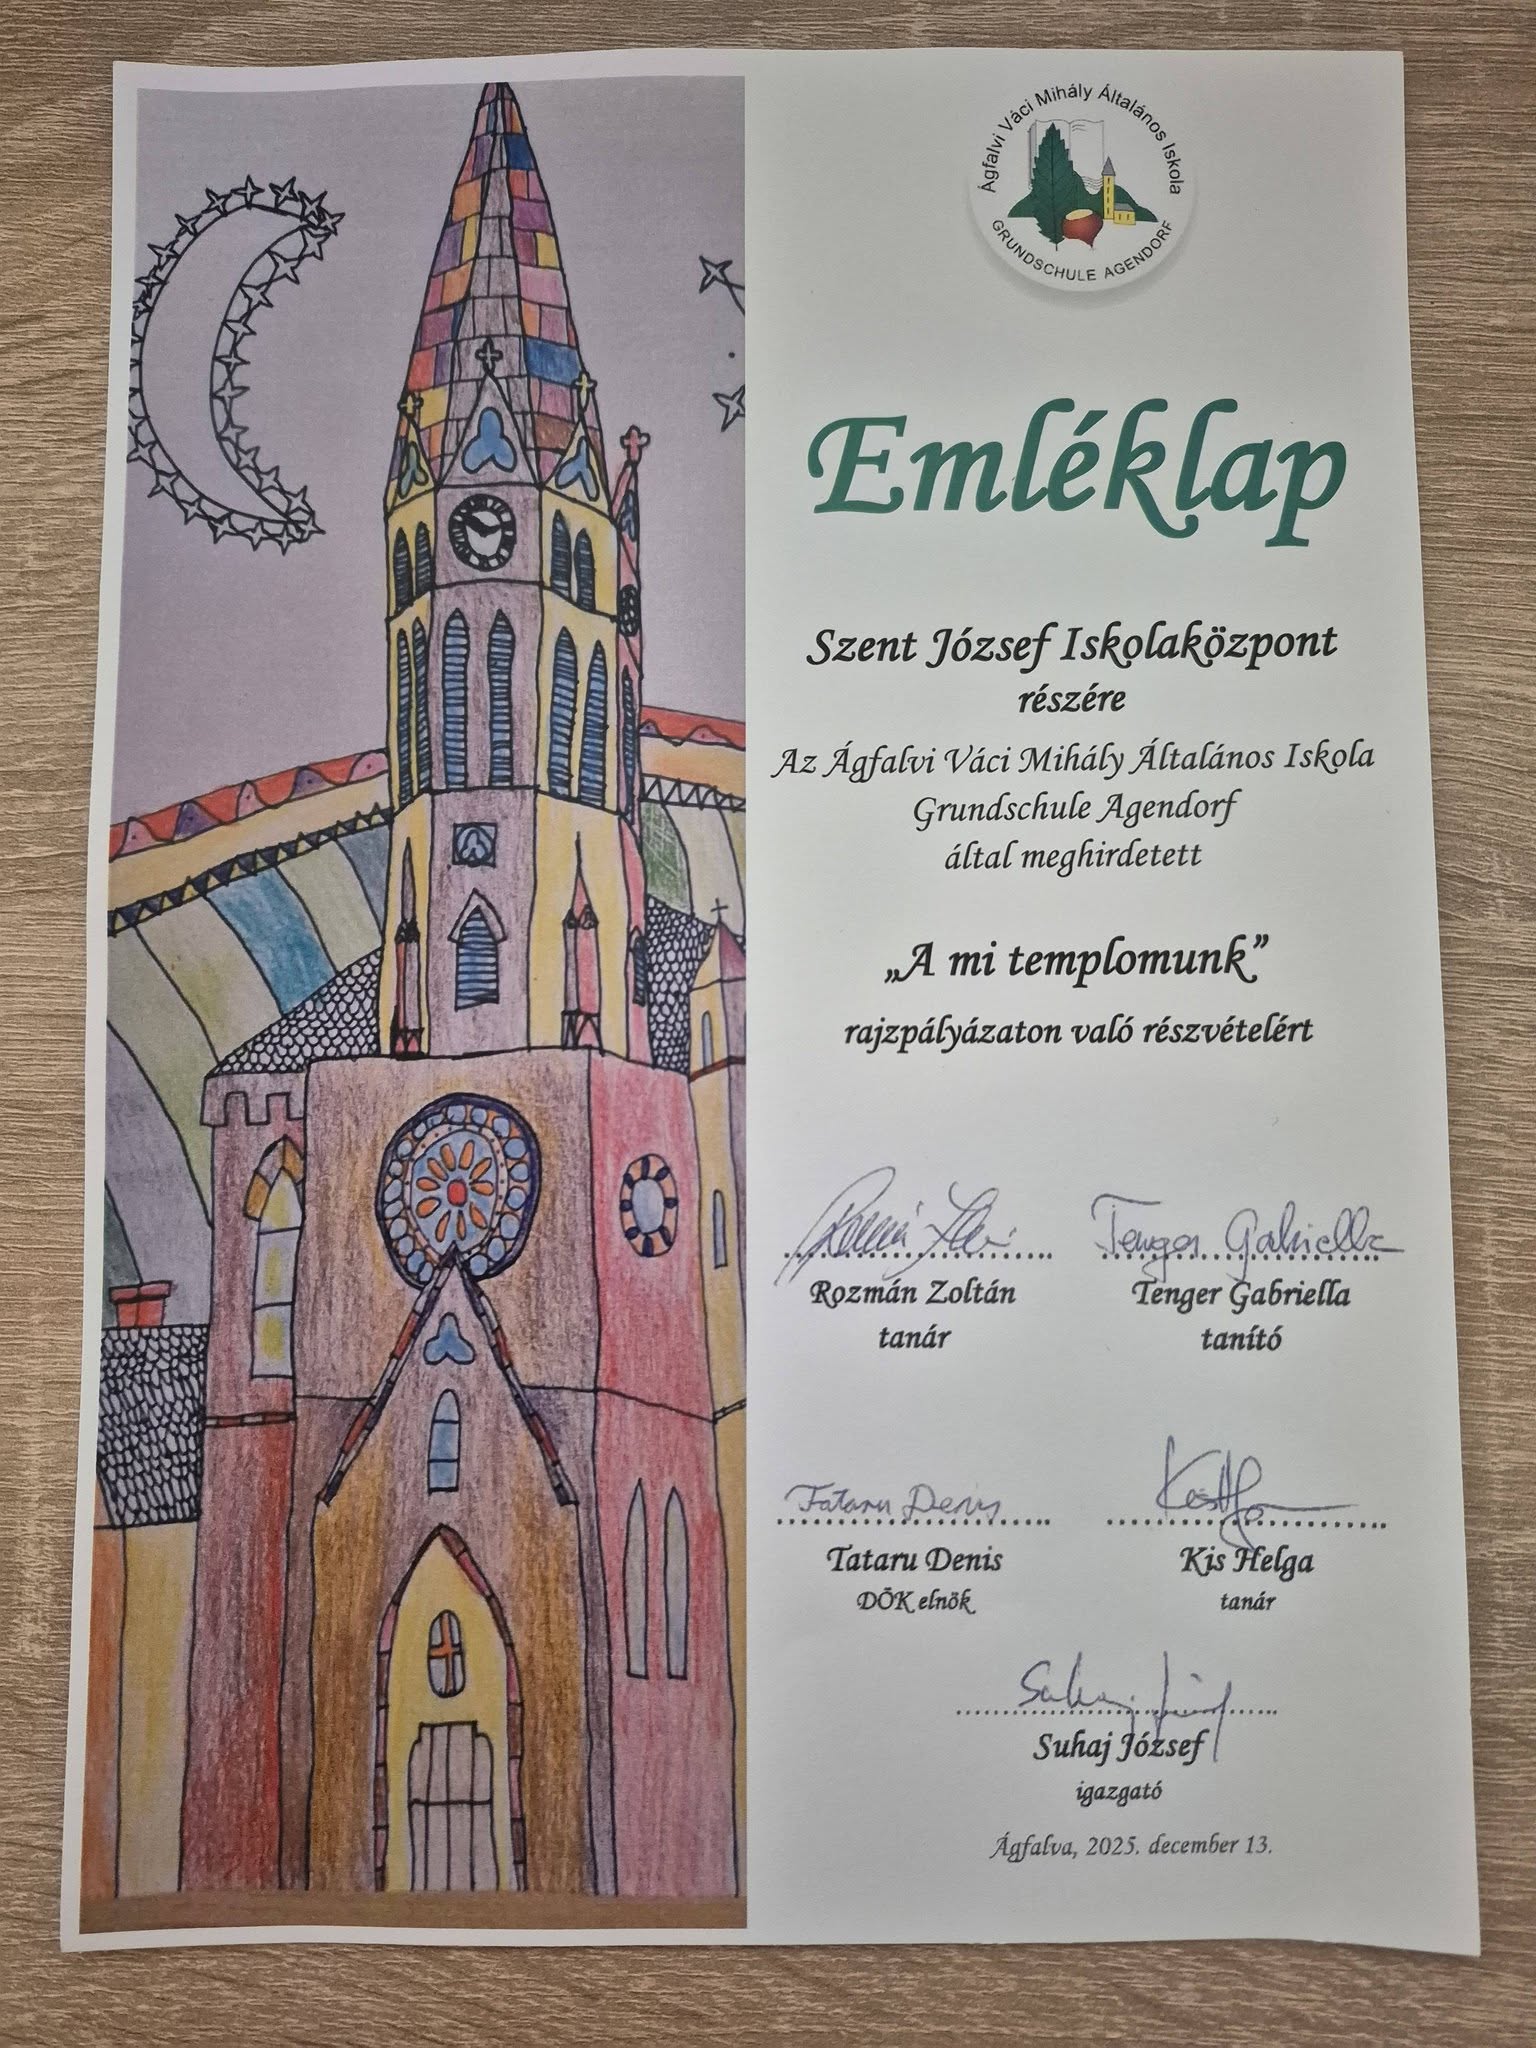 Ágfalvi Váci Mihály Általános Iskola
GRUNDSCHULE AGENDORF
Emléklap
Szent József Iskolaközpont
részére
Az Ágfalvi Váci Mihály Általános Iskola
Grundschule Agendorf
által meghirdetett
„A mi templomunk”
rajzpályázaton való részvételért
Tenger Gabriella
Rozmán Zoltán
tanár
Tenger Gabriella
tanító
Tataru Denis
Tataru Denis
DÖK elnök
Kis Helga
tanár
Suhaj József
igazgató
Ágfalva, 2025. december 13.